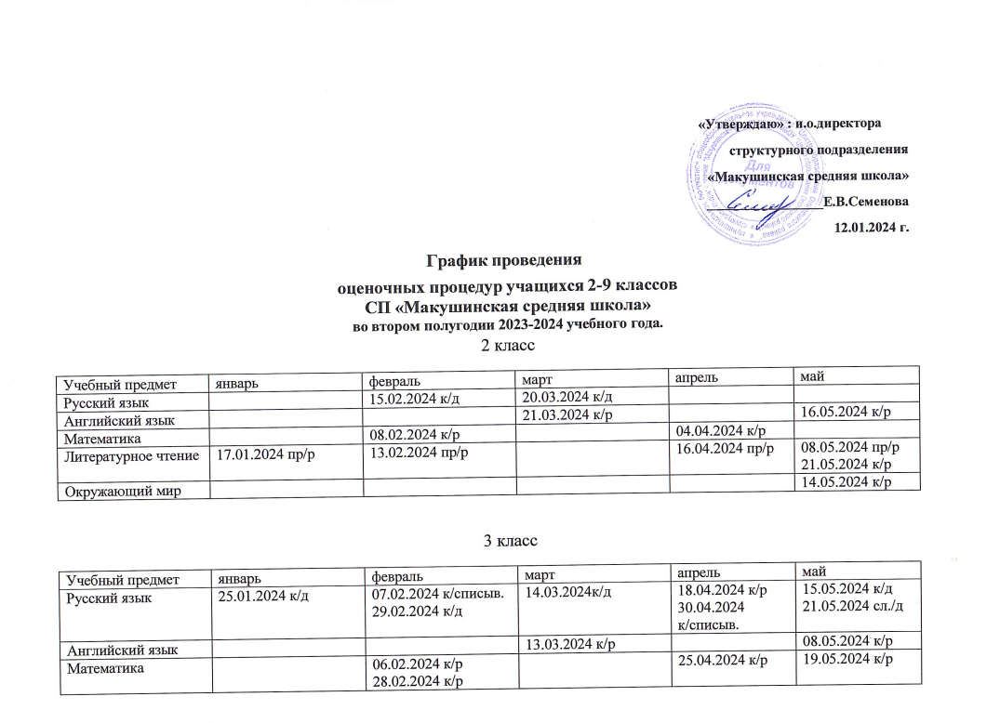 «Утверждаю» : и.о.директора
структурного подразделения
«Макушинская средняя школа»
Е.В.Семенова
12.01.2024 г.
Для
документов
График проведения
оценочных процедур учащихся 2-9 классов
СП «Макушинская средняя школа»
во втором полугодии 2023-2024 учебного года.
2 класс
Учебный предмет январь февраль март апрель май
Русский язык 15.02.2024 к/д 20.03.2024 к/д
Английский язык 21.03.2024 к/р 16.05.2024 к/р
Математика 08.02.2024 к/р 04.04.2024 к/р
Литературное чтение 17.01.2024 пр/р 13.02.2024 пр/р 16.04.2024 пр/р 08.05.2024 пр/р
21.05.2024 к/р
Окружающий мир 14.05.2024 к/р
3 класс
Учебный предмет январь февраль март апрель май
Русский язык 25.01.2024 к/д 07.02.2024 к/списыв. 14.03.2024к/д 18.04.2024 к/р 15.05.2024 к/д
29.02.2024 к/д 30.04.2024 21.05.2024 сл./д
к/списыв.
Английский язык 13.03.2024 к/р 08.05.2024 к/р
Математика 06.02.2024 к/р 25.04.2024 к/р 19.05.2024 к/р
28.02.2024 к/р